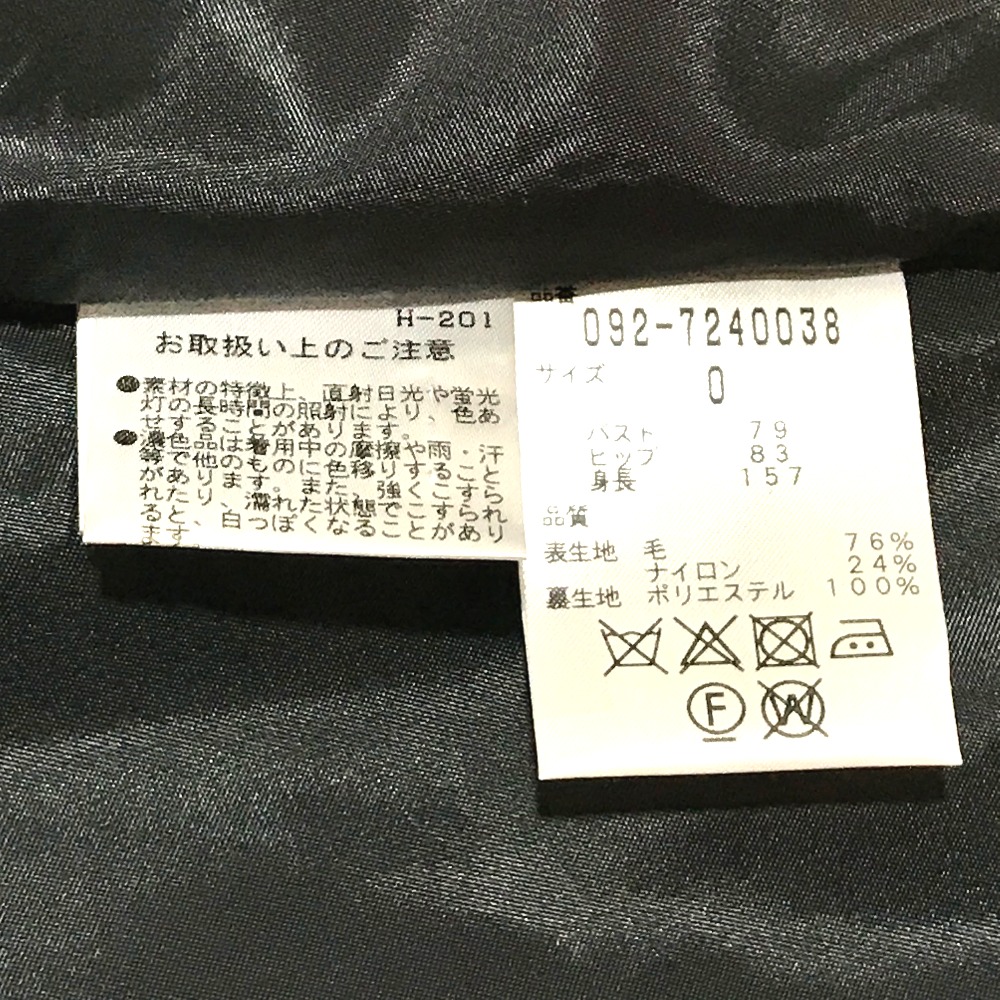 H-201
お取扱い上のご注意
●素材の特徴上、直射日光や蛍光
灯の長時間の照射により、色あ
せすることがあります。
●濃色品は着用中の摩擦や雨・汗
等で他のものに色移りすること
があります。また、強くこすら
れたり、濡れた状態でこすられ
ると、白っぽくなることがあり
ます。
品番
092-7240038
サイズ 0
バスト 79
ヒップ 83
身長 157
品質
表生地 毛 76%
ナイロン 24%
裏生地 ポリエステル 100%
F
W